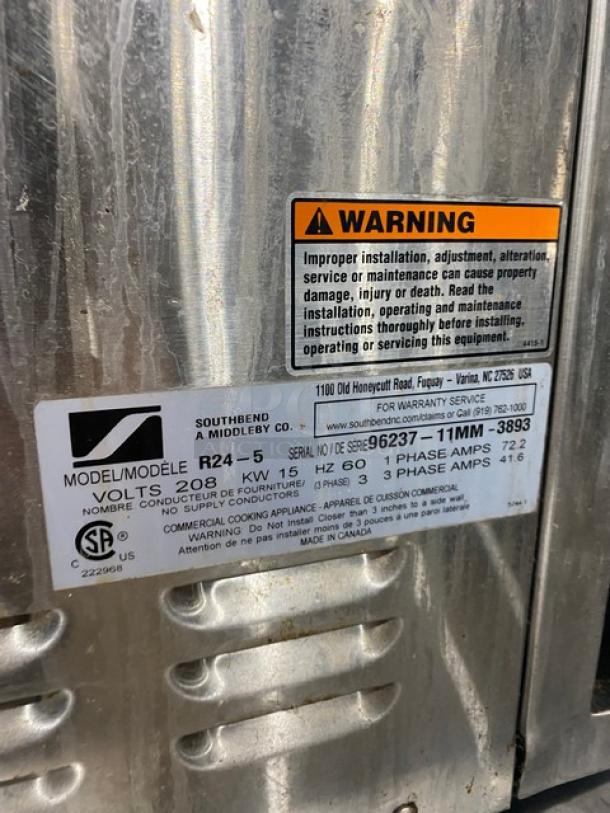 WARNING
Improper installation, adjustment, alteration,
service or maintenance can cause property
damage, injury or death. Read the
installation, operating and maintenance
instructions thoroughly before installing,
operating or servicing this equipment.
4415-1
1100 Old Honeycutt Road, Fuquay - Varina, NC 27526 USA
SOUTHBEND
A MIDDLEBY CO.
FOR WARRANTY SERVICE
www.southbendnc.com/claims or Call (919) 762-1000
MODEL/MODÈLE R24-5 SERIAL NO / DE SÉRIE 96237-11MM-3893
VOLTS 208 KW 15 HZ 60 1 PHASE AMPS 72.2
NOMBRE CONDUCTEUR DE FOURNITURE/ (3 PHASE) 3 3 PHASE AMPS 41.6
NO SUPPLY CONDUCTORS
COMMERCIAL COOKING APPLIANCE - APPAREIL DE CUISSON COMMERCIAL
WARNING Do Not Install Closer than 3 inches to a side wall
Attention de ne pas installer moins de 3 pouces à une paroi latérale
MADE IN CANADA
CSA ®
C US
222968